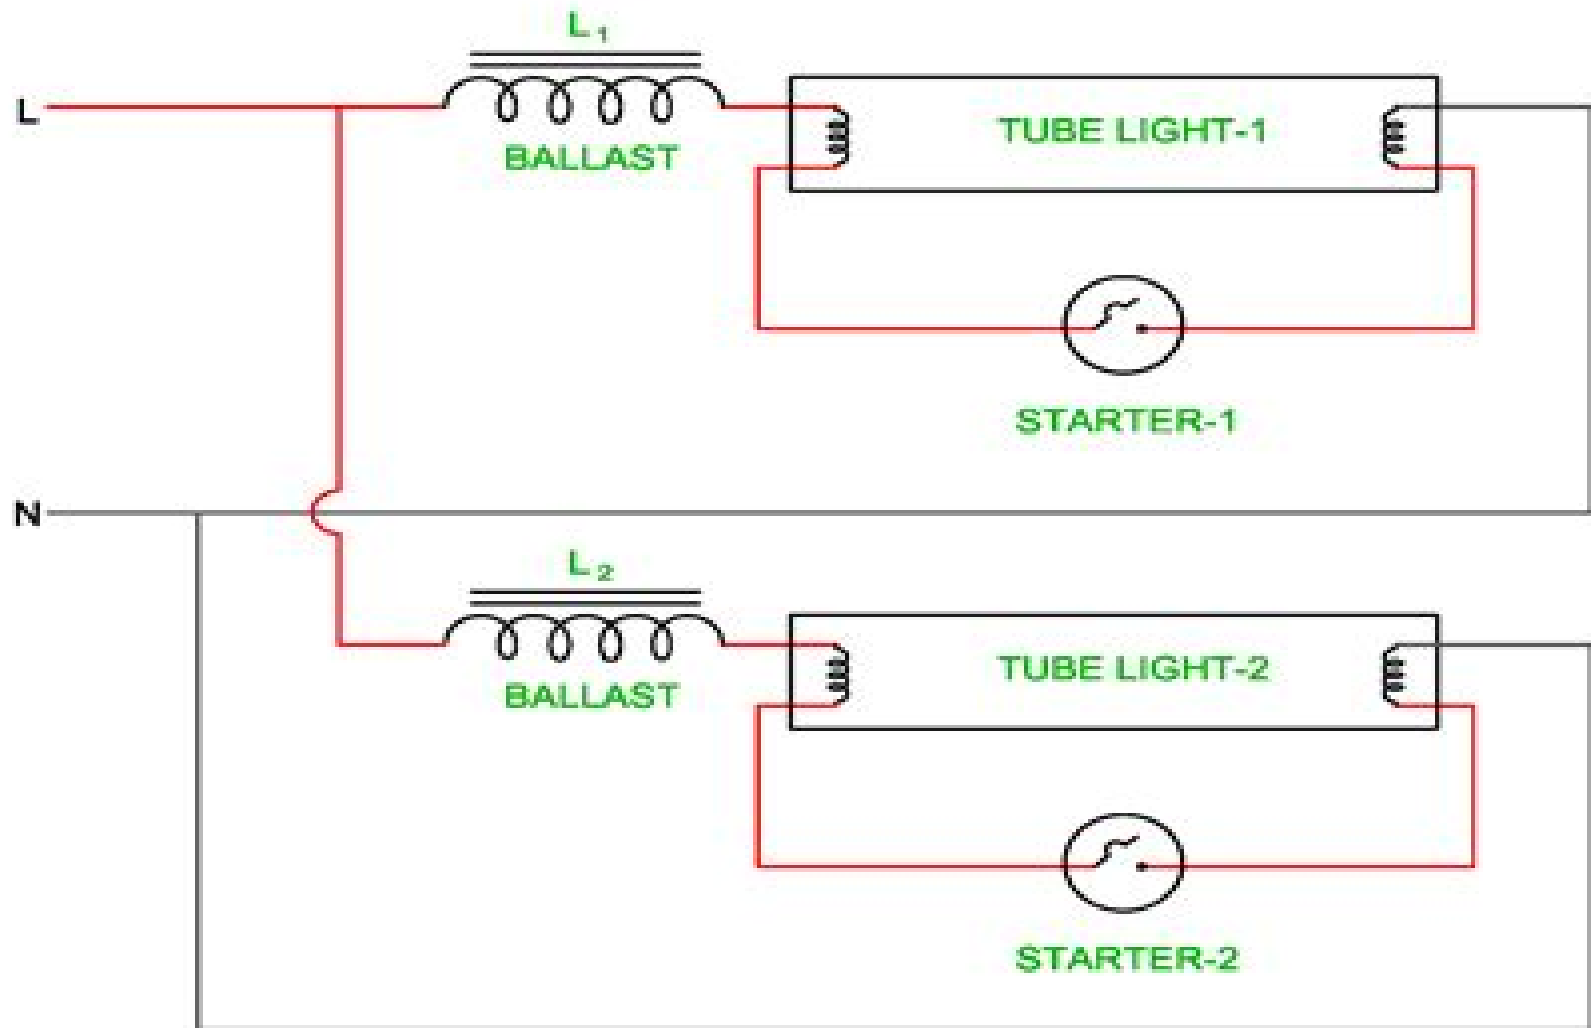 L₁
L
BALLAST
TUBE LIGHT-1
STARTER-1
N
L₂
BALLAST
TUBE LIGHT-2
STARTER-2